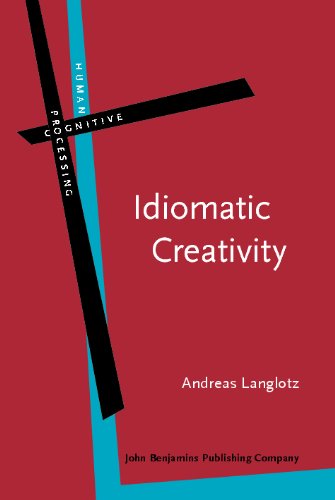 HUMAN
COGNITIVE
PROCESSING
Idiomatic
Creativity
Andreas Langlotz
John Benjamins Publishing Company